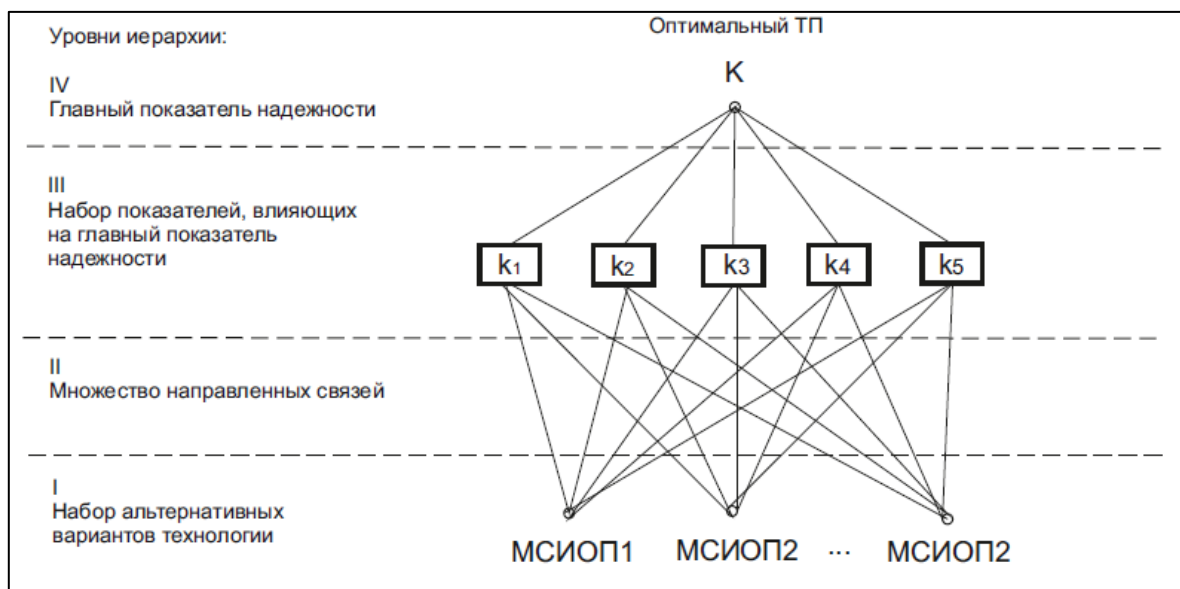 Уровни иерархии:
Оптимальный ТП
IV
Главный показатель надежности
K
III
Набор показателей, влияющих
на главный показатель
надежности
k1 k2 k3 k4 k5
II
Множество направленных связей
I
Набор альтернативных
вариантов технологии
МСИОП1 МСИОП2 ... МСИОП2